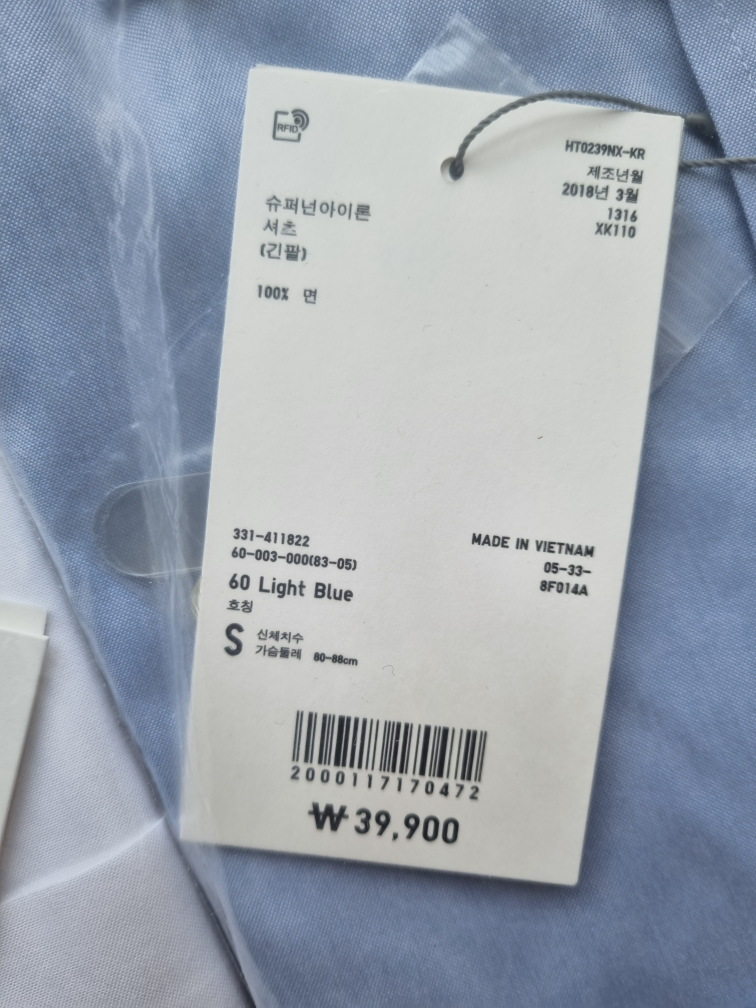 RFID
HT0239NX-KR
제조년월
2018년 3월
1316
XK110
슈퍼넌아이론
셔츠
(긴팔)
100% 면
331-411822
60-003-000(83-05)
60 Light Blue
호칭
S
신체치수
가슴둘레 80-88cm
MADE IN VIETNAM
05-33-
8F014A
2000117170472
₩39,900